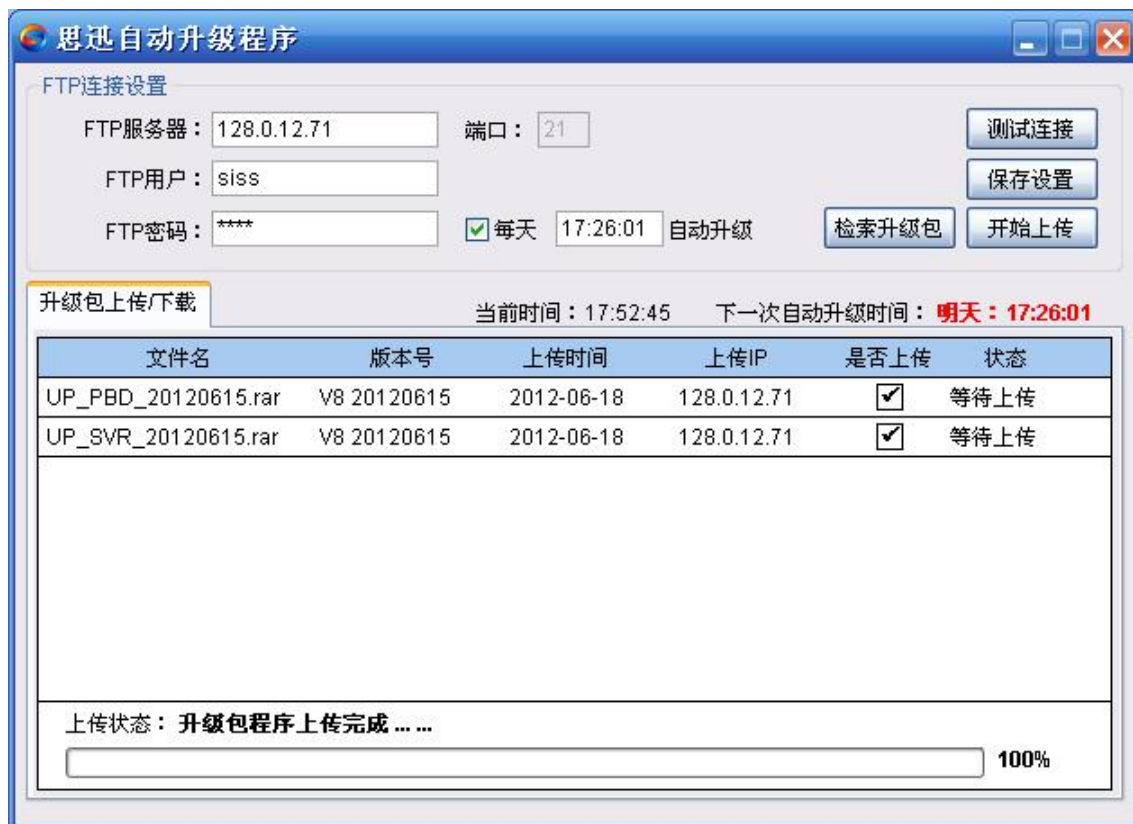 思迅自动升级程序
FTP连接设置
FTP服务器： 128.0.12.71 端口： 21 测试连接
FTP用户： siss 保存设置
FTP密码： **** 每天 17:26:01 自动升级 检索升级包 开始上传
升级包上传/下载 当前时间：17:52:45 下一次自动升级时间： 明天：17:26:01
文件名 版本号 上传时间 上传IP 是否上传 状态
UP_PBD_20120615.rar V8 20120615 2012-06-18 128.0.12.71 等待上传
UP_SVR_20120615.rar V8 20120615 2012-06-18 128.0.12.71 等待上传
上传状态： 升级包程序上传完成 ... ...
100%